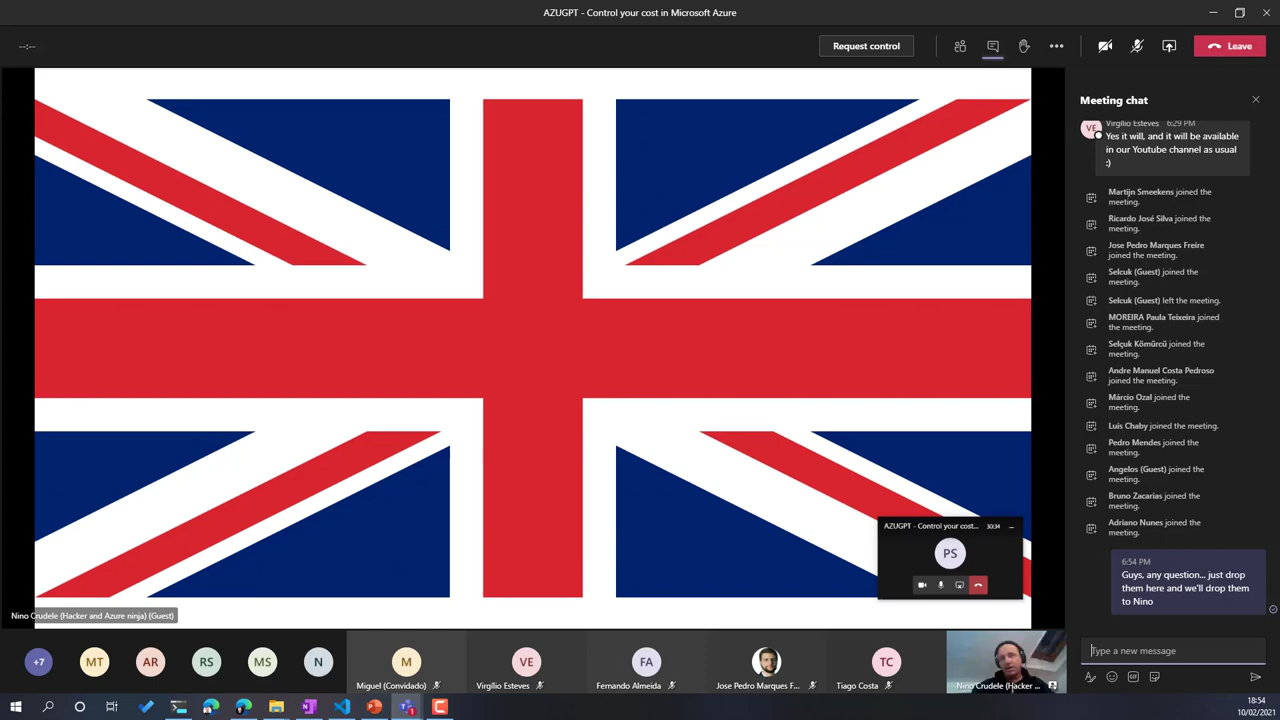 AZUGPT - Control your cost in Microsoft Azure
--:--
Request control
Leave
Meeting chat
VE
Virgílio Esteves 6:29 PM
Yes it will, and it will be available
in our Youtube channel as usual
:)
Martijn Smeekens joined the
meeting.
Ricardo José Silva joined the
meeting.
Jose Pedro Marques Freire
joined the meeting.
Selcuk (Guest) joined the
meeting.
Selcuk (Guest) left the meeting.
MOREIRA Paula Teixeira joined
the meeting.
Selçuk Kömürcü joined the
meeting.
Andre Manuel Costa Pedroso
joined the meeting.
Márcio Ozal joined the
meeting.
Luis Chaby joined the meeting.
Pedro Mendes joined the
meeting.
Angelos (Guest) joined the
meeting.
Bruno Zacarias joined the
meeting.
Adriano Nunes joined the
meeting.
6:54 PM
Guys, any question... just drop
them here and we'll drop them
to Nino
Type a new message
AZUGPT - Control your cost... 30:34
PS
Nino Crudele (Hacker and Azure ninja) (Guest)
+7
MT
AR
RS
MS
N
M
Miguel (Convidado)
VE
Virgílio Esteves
FA
Fernando Almeida
Jose Pedro Marques F...
TC
Tiago Costa
Nino Crudele (Hacker ...
18:54
10/02/2021